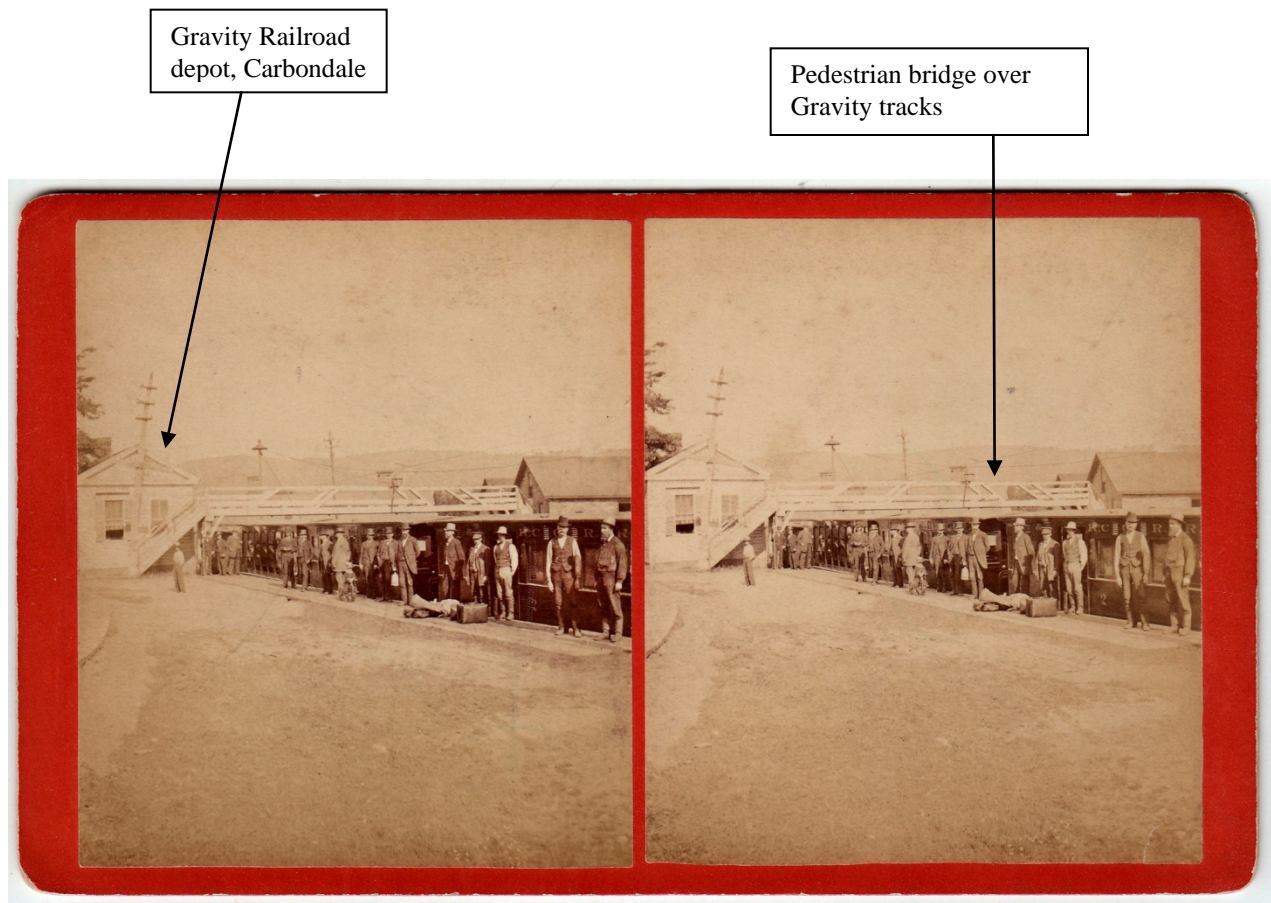 Gravity Railroad
depot, Carbondale
Pedestrian bridge over
Gravity tracks